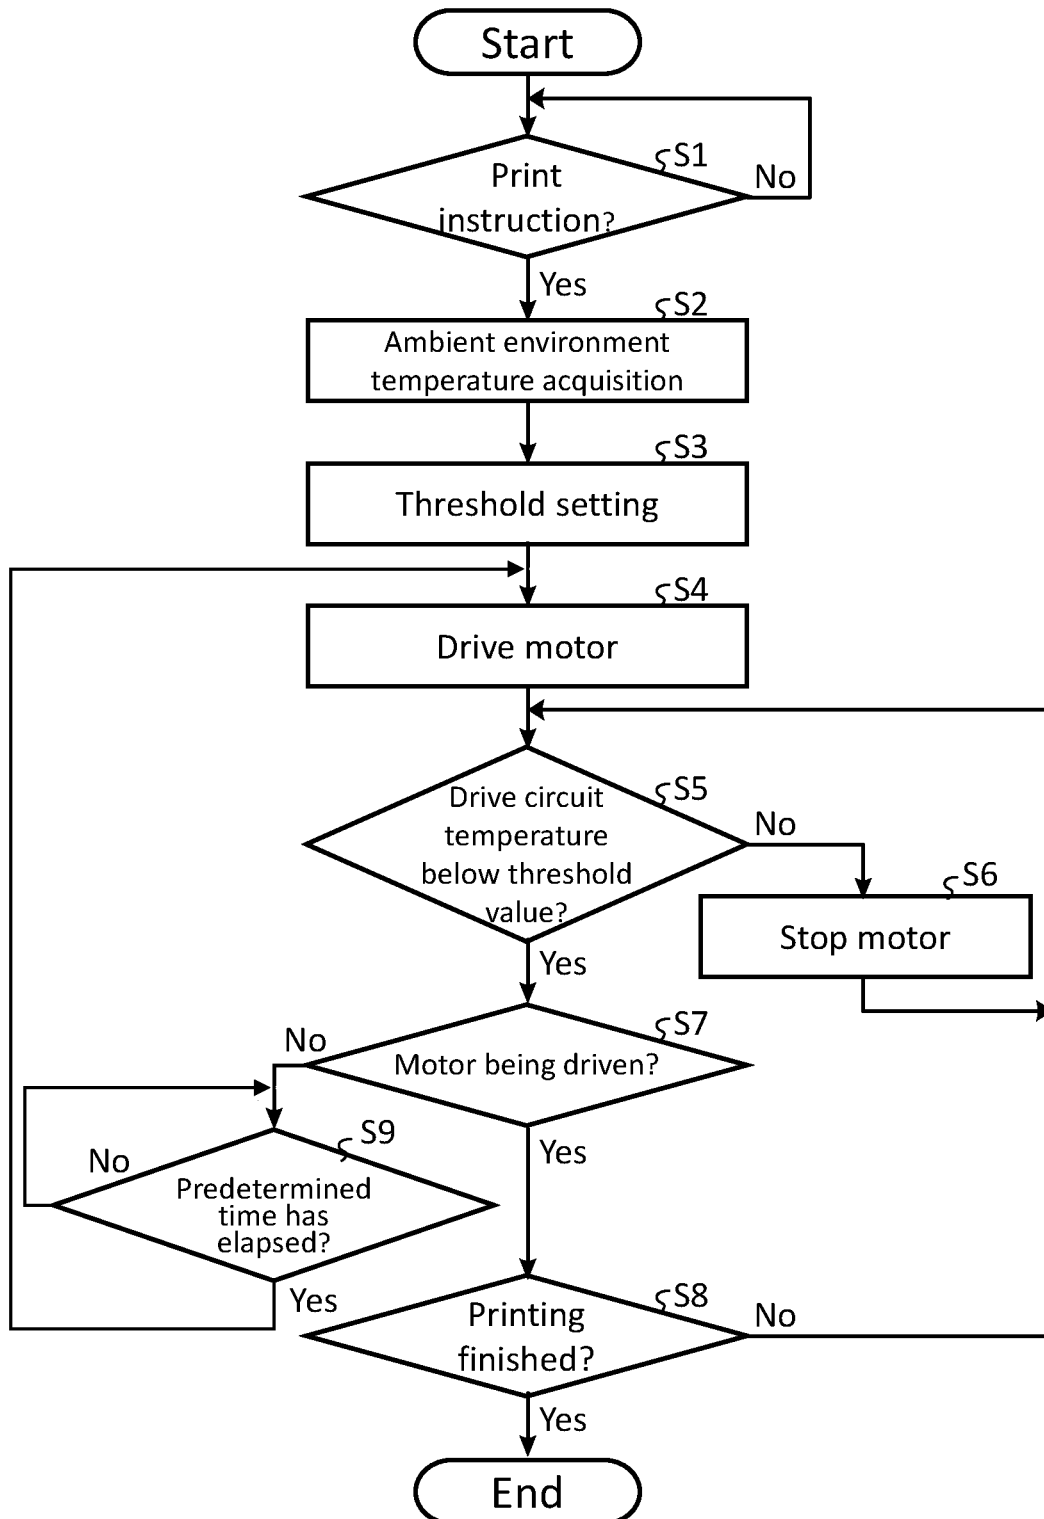 Start
S1
Print
instruction?
No
Yes
S2
Ambient environment
temperature acquisition
S3
Threshold setting
S4
Drive motor
S5
Drive circuit
temperature
below threshold
value?
No
S6
Stop motor
Yes
S7
No
Motor being driven?
S9
No
Predetermined
time has
elapsed?
Yes
Yes
S8
Printing
finished?
No
Yes
End